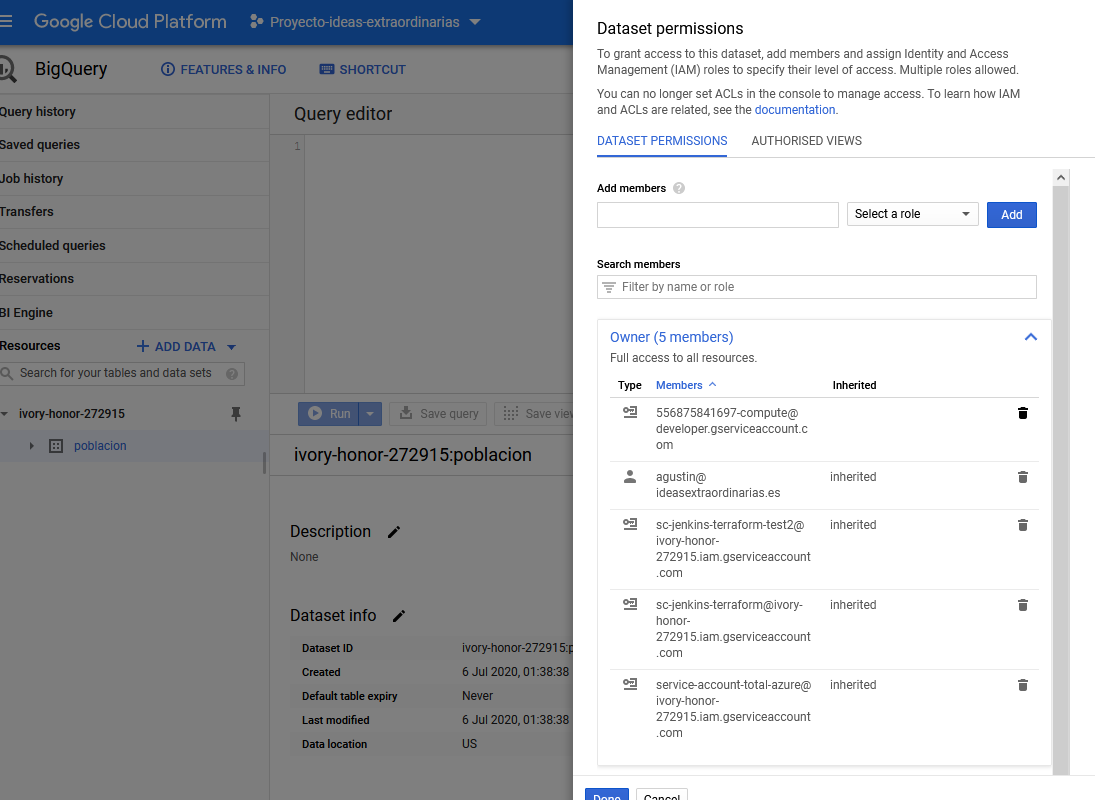 Google Cloud Platform
Proyecto-ideas-extraordinarias
BigQuery
FEATURES & INFO
SHORTCUT
Query history
Saved queries
Job history
Transfers
Scheduled queries
Reservations
BI Engine
Resources
ADD DATA
Search for your tables and data sets
ivory-honor-272915
poblacion
Query editor
1
Run
Save query
Save view
ivory-honor-272915:poblacion
Description
None
Dataset info
Dataset ID ivory-honor-272915:p
Created 6 Jul 2020, 01:38:38
Default table expiry Never
Last modified 6 Jul 2020, 01:38:38
Data location US
Dataset permissions
To grant access to this dataset, add members and assign Identity and Access
Management (IAM) roles to specify their level of access. Multiple roles allowed.
You can no longer set ACLs in the console to manage access. To learn how IAM
and ACLs are related, see the documentation.
DATASET PERMISSIONS
AUTHORISED VIEWS
Add members
Select a role
Add
Search members
Filter by name or role
Owner (5 members)
Full access to all resources.
Type Members Inherited
556875841697-compute@
developer.gserviceaccount.c
om
agustin@ inherited
ideasextraordinarias.es
sc-jenkins-terraform-test2@ inherited
ivory-honor-
272915.iam.gserviceaccount
.com
sc-jenkins-terraform@ivory- inherited
honor-
272915.iam.gserviceaccount
.com
service-account-total-azure@ inherited
ivory-honor-
272915.iam.gserviceaccount
.com
Done
Cancel